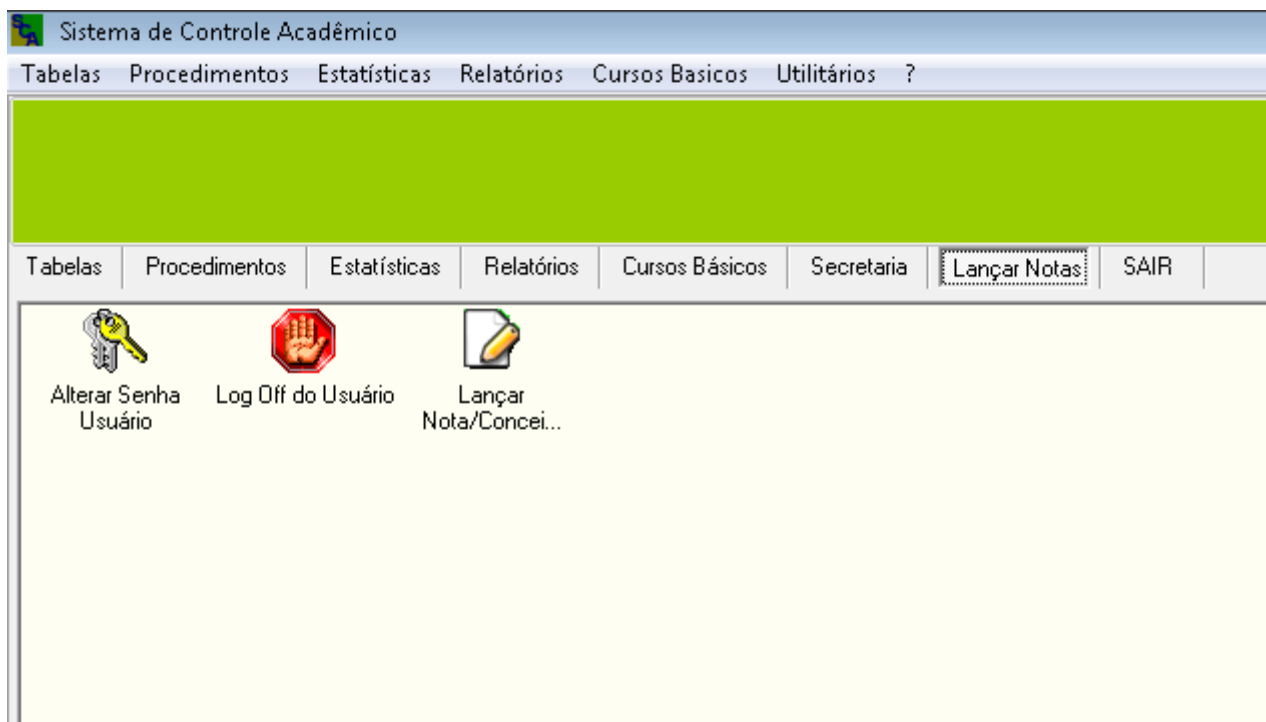 SCA Sistema de Controle Acadêmico
Tabelas Procedimentos Estatísticas Relatórios Cursos Basicos Utilitários ?
Tabelas Procedimentos Estatísticas Relatórios Cursos Básicos Secretaria Lançar Notas SAIR
Alterar Senha Log Off do Usuário Lançar
Usuário Nota/Concei...